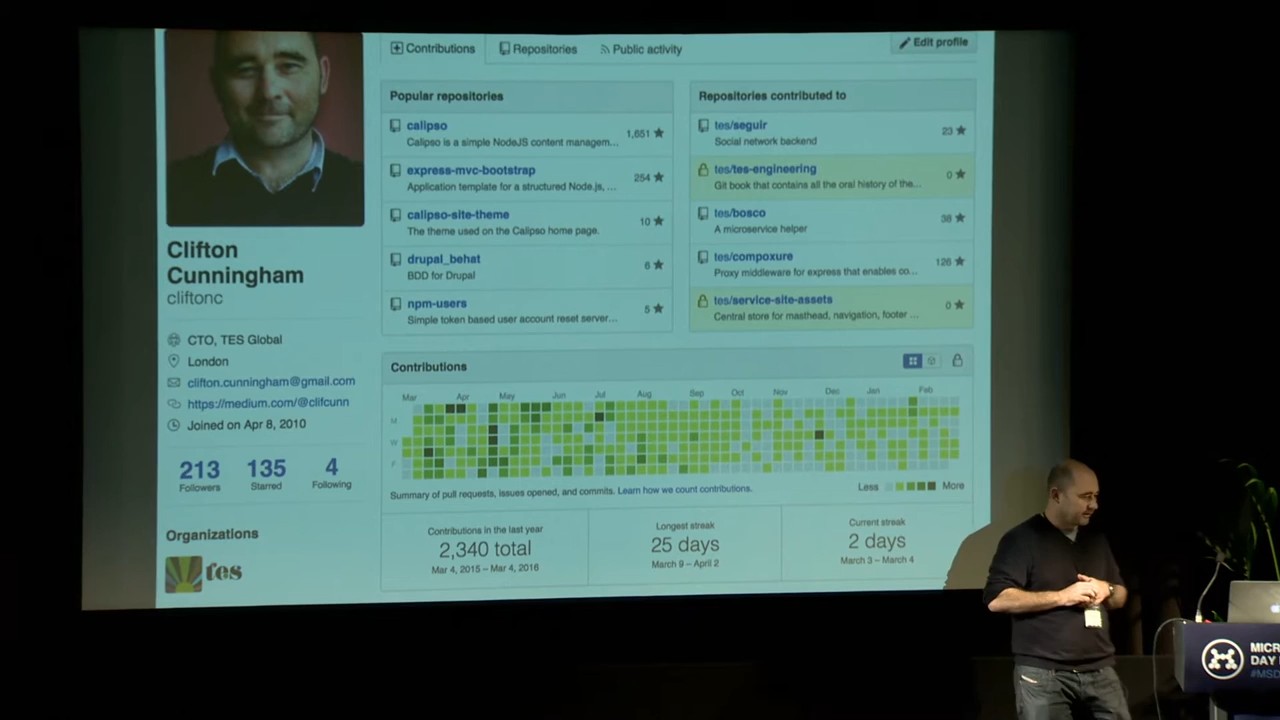 Contributions
Repositories
Public activity
Edit profile
Popular repositories
calipso
Calipso is a simple NodeJS content managem...
1,651
express-mvc-bootstrap
Application template for a structured Node.js, ...
254
calipso-site-theme
The theme used on the Calipso home page.
10
drupal_behat
BDD for Drupal
6
npm-users
Simple token based user account reset server...
5
Repositories contributed to
tes/seguir
Social network backend
23
tes/tes-engineering
Git book that contains all the oral history of the...
0
tes/bosco
A microservice helper
38
tes/compoxure
Proxy middleware for express that enables co...
126
tes/service-site-assets
Central store for masthead, navigation, footer ...
0
Clifton
Cunningham
cliftonc
CTO, TES Global
London
clifton.cunningham@gmail.com
https://medium.com/@clifcunn
Joined on Apr 8, 2010
213 135 4
Followers Starred Following
Organizations
tes
Contributions
Mar Apr May Jun Jul Aug Sep Oct Nov Dec Jan Feb
M
W
F
Summary of pull requests, issues opened, and commits. Learn how we count contributions.
Less More
Contributions in the last year
2,340 total
Mar 4, 2015 – Mar 4, 2016
Longest streak
25 days
March 9 – April 2
Current streak
2 days
March 3 – March 4
MICR
DAY
#MSD